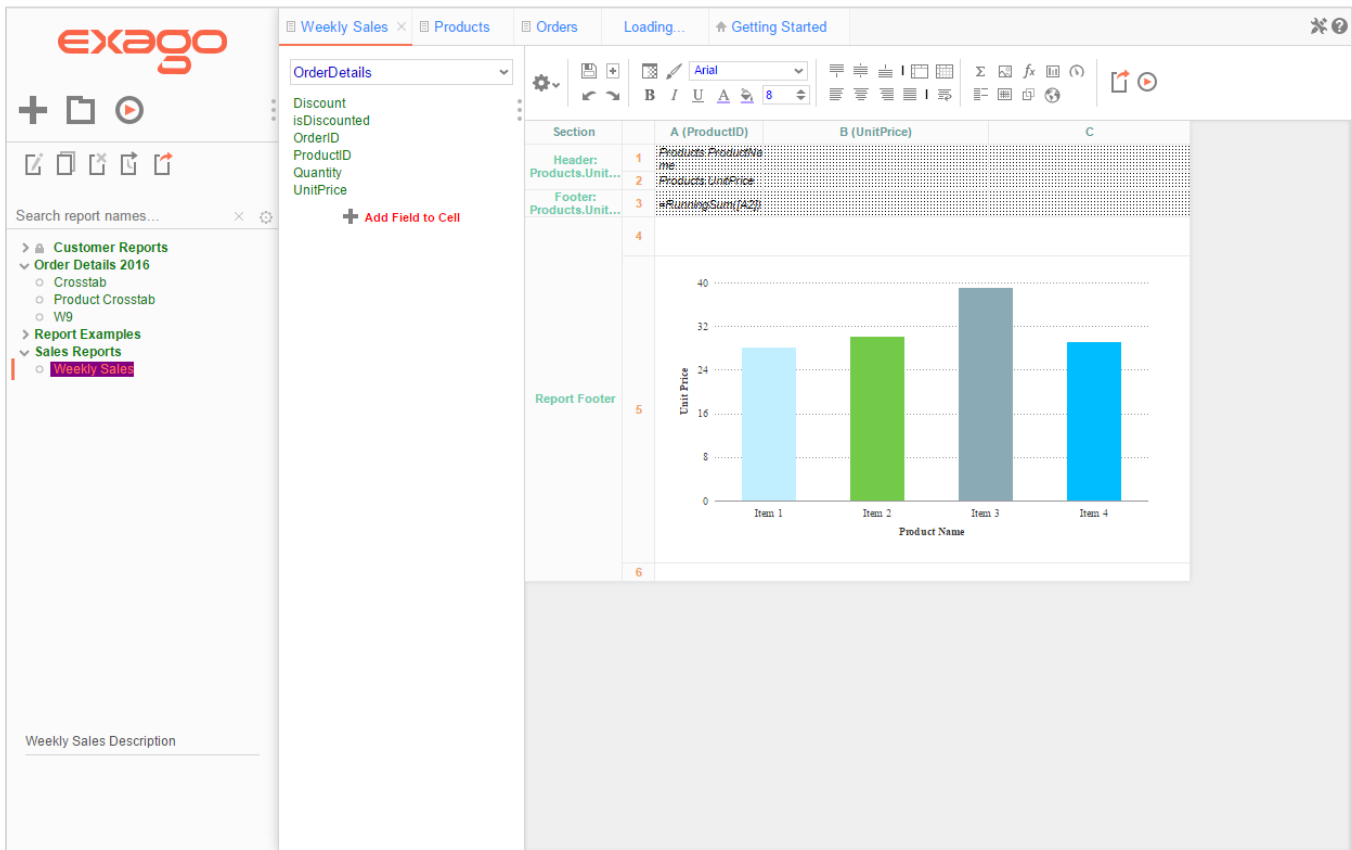 exago
Weekly Sales
Products
Orders
Loading...
Getting Started
Search report names...
Customer Reports
Order Details 2016
Crosstab
Product Crosstab
W9
Report Examples
Sales Reports
Weekly Sales
Weekly Sales Description
OrderDetails
Discount
isDiscounted
OrderID
ProductID
Quantity
UnitPrice
Add Field to Cell
Arial
B I U A 8
Σ fx
Section A (ProductID) B (UnitPrice) C
Header:
Products.Unit...
1
Products.ProductNa
me
2 Products.UnitPrice
Footer:
Products.Unit...
3 =RunningSum([A2])
4
Report Footer
5
40
32
24
16
8
0
Unit Price
Item 1 Item 2 Item 3 Item 4
Product Name
6